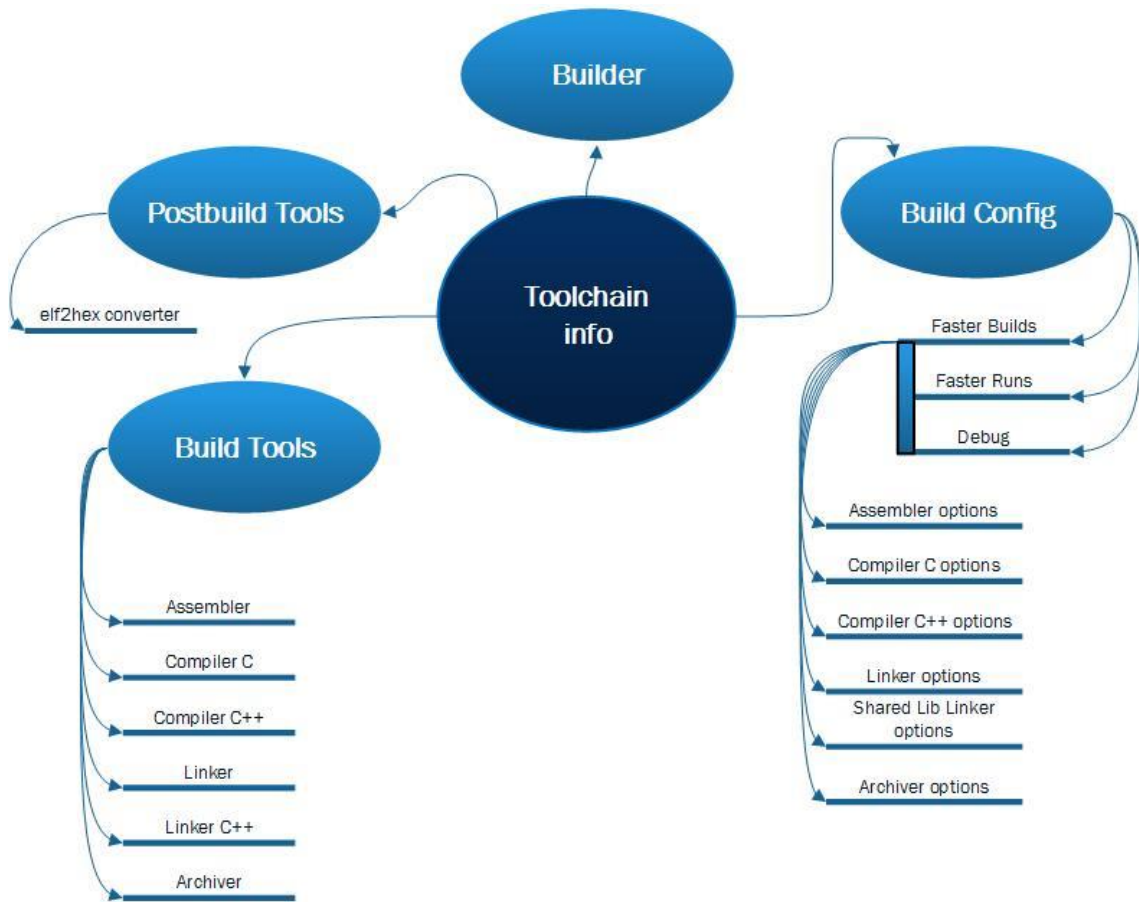 Builder
Postbuild Tools
Build Config
Toolchain
info
elf2hex converter
Build Tools
Faster Builds
Faster Runs
Debug
Assembler
Compiler C
Compiler C++
Linker
Linker C++
Archiver
Assembler options
Compiler C options
Compiler C++ options
Linker options
Shared Lib Linker
options
Archiver options